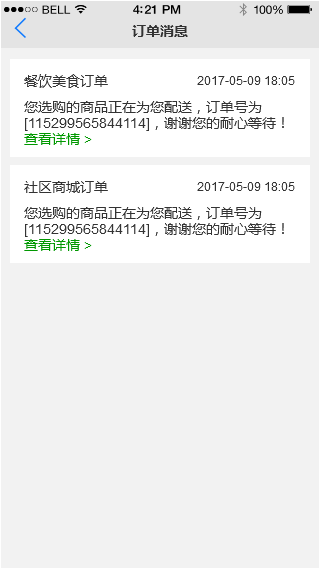 BELL 4:21 PM 100%
订单消息
餐饮美食订单 2017-05-09 18:05
您选购的商品正在为您配送，订单号为
[115299565844114]，谢谢您的耐心等待！
查看详情 >
社区商城订单 2017-05-09 18:05
您选购的商品正在为您配送，订单号为
[115299565844114]，谢谢您的耐心等待！
查看详情 >